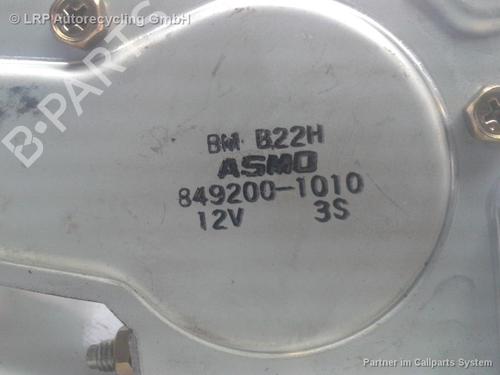 LRP Autorecycling GmbH
B-PARTS
BM B22H
ASMO
849200-1010
12V 3S
Partner im Callparts System